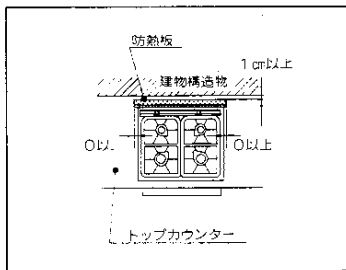 防熱板
1cm以上
建物構造物
0以上
0以上
トップカウンター